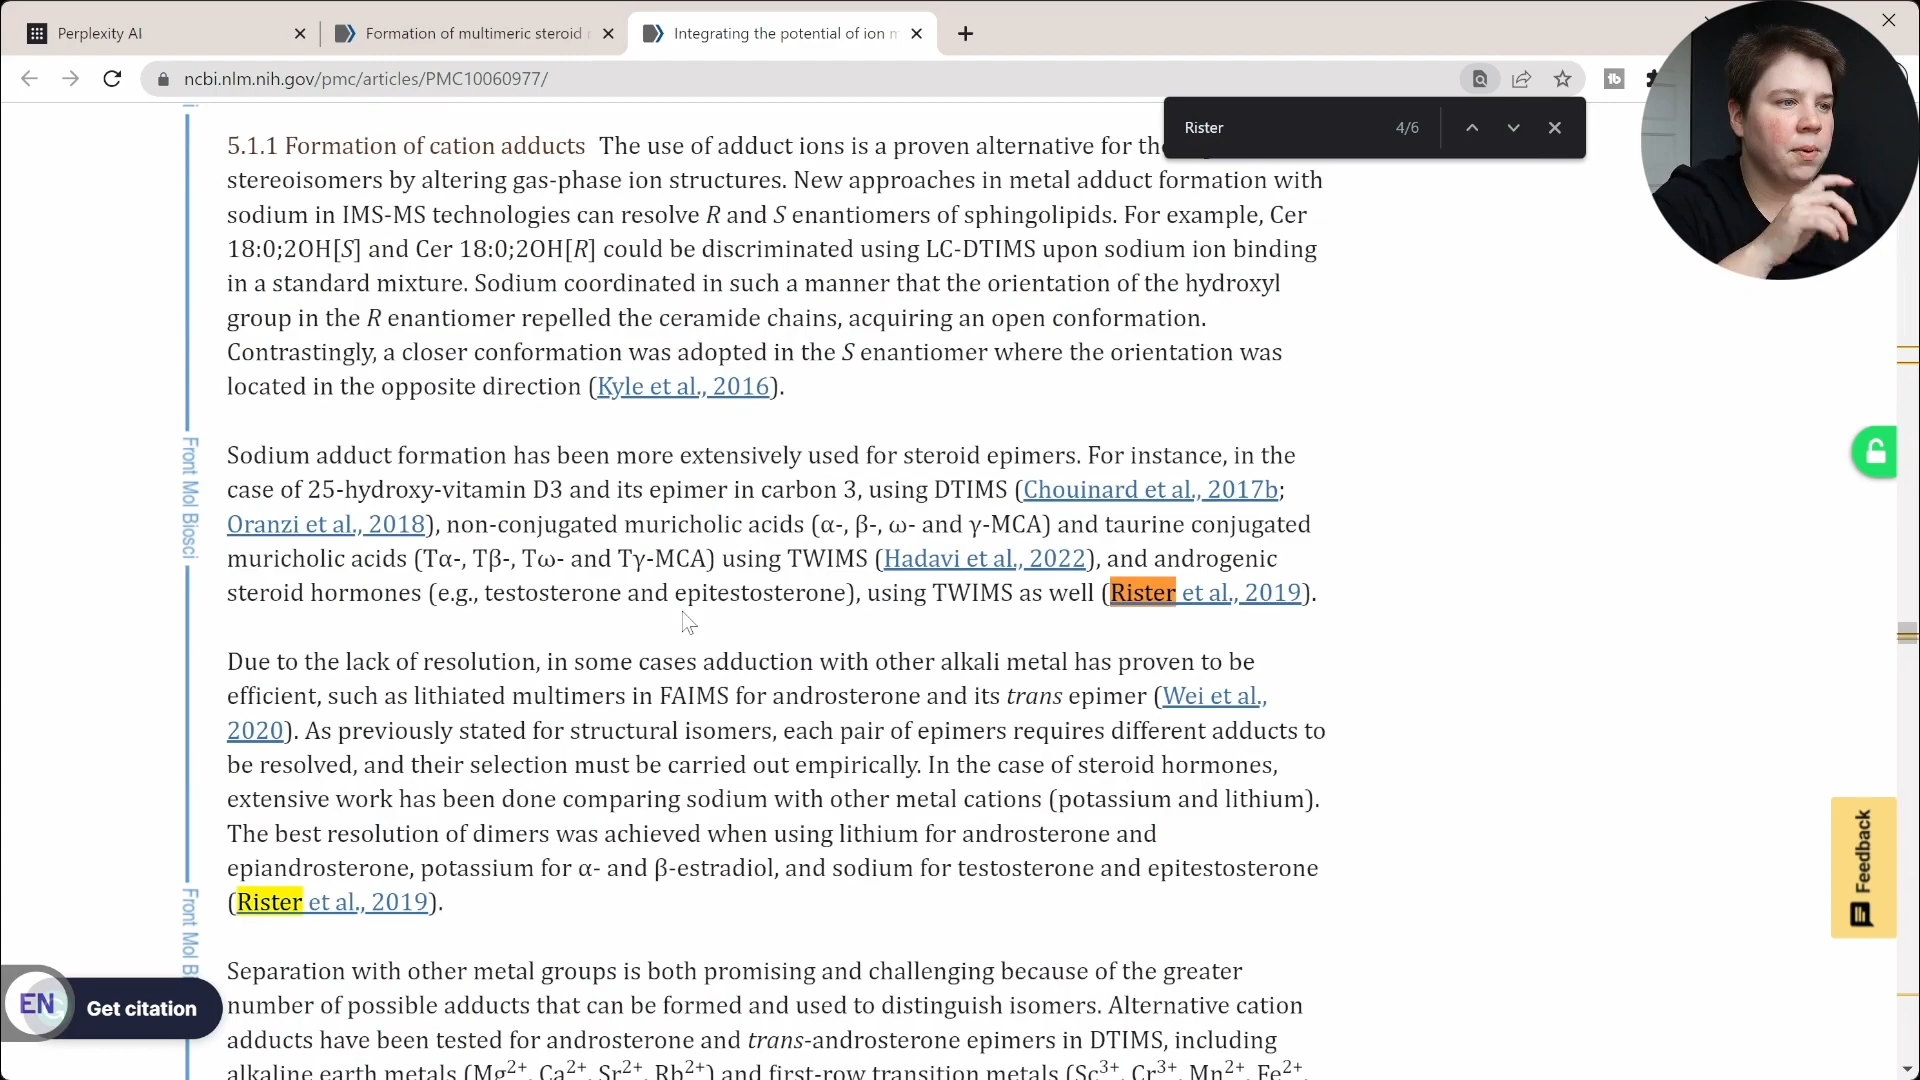 Perplexity AI
Formation of multimeric steroid
Integrating the potential of ion m
ncbi.nlm.nih.gov/pmc/articles/PMC10060977/
Rister 4/6
5.1.1 Formation of cation adducts The use of adduct ions is a proven alternative for the
stereoisomers by altering gas-phase ion structures. New approaches in metal adduct formation with
sodium in IMS-MS technologies can resolve R and S enantiomers of sphingolipids. For example, Cer
18:0;2OH[S] and Cer 18:0;2OH[R] could be discriminated using LC-DTIMS upon sodium ion binding
in a standard mixture. Sodium coordinated in such a manner that the orientation of the hydroxyl
group in the R enantiomer repelled the ceramide chains, acquiring an open conformation.
Contrastingly, a closer conformation was adopted in the S enantiomer where the orientation was
located in the opposite direction (Kyle et al., 2016).
Sodium adduct formation has been more extensively used for steroid epimers. For instance, in the
case of 25-hydroxy-vitamin D3 and its epimer in carbon 3, using DTIMS (Chouinard et al., 2017b;
Oranzi et al., 2018), non-conjugated muricholic acids (α-, β-, ω- and γ-MCA) and taurine conjugated
muricholic acids (Tα-, Tβ-, Tω- and Tγ-MCA) using TWIMS (Hadavi et al., 2022), and androgenic
steroid hormones (e.g., testosterone and epitestosterone), using TWIMS as well (Rister et al., 2019).
Due to the lack of resolution, in some cases adduction with other alkali metal has proven to be
efficient, such as lithiated multimers in FAIMS for androsterone and its trans epimer (Wei et al.,
2020). As previously stated for structural isomers, each pair of epimers requires different adducts to
be resolved, and their selection must be carried out empirically. In the case of steroid hormones,
extensive work has been done comparing sodium with other metal cations (potassium and lithium).
The best resolution of dimers was achieved when using lithium for androsterone and
epiandrosterone, potassium for α- and β-estradiol, and sodium for testosterone and epitestosterone
(Rister et al., 2019).
Separation with other metal groups is both promising and challenging because of the greater
number of possible adducts that can be formed and used to distinguish isomers. Alternative cation
adducts have been tested for androsterone and trans-androsterone epimers in DTIMS, including
alkaline earth metals (Mg2+, Ca2+, Sr2+, Rb2+) and first-row transition metals (Sc3+, Cr3+, Mn2+, Fe2+,
Front Mol Biosci
Front Mol B
EN Get citation
Feedback